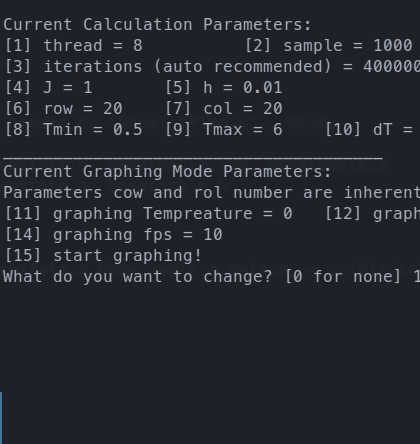 Current Calculation Parameters:
[1] thread = 8 [2] sample = 1000
[3] iterations (auto recommended) = 400000
[4] J = 1 [5] h = 0.01
[6] row = 20 [7] col = 20
[8] Tmin = 0.5 [9] Tmax = 6 [10] dT =
______________________________________
Current Graphing Mode Parameters:
Parameters cow and rol number are inherent
[11] graphing Tempreature = 0 [12] graph
[14] graphing fps = 10
[15] start graphing!
What do you want to change? [0 for none] 1